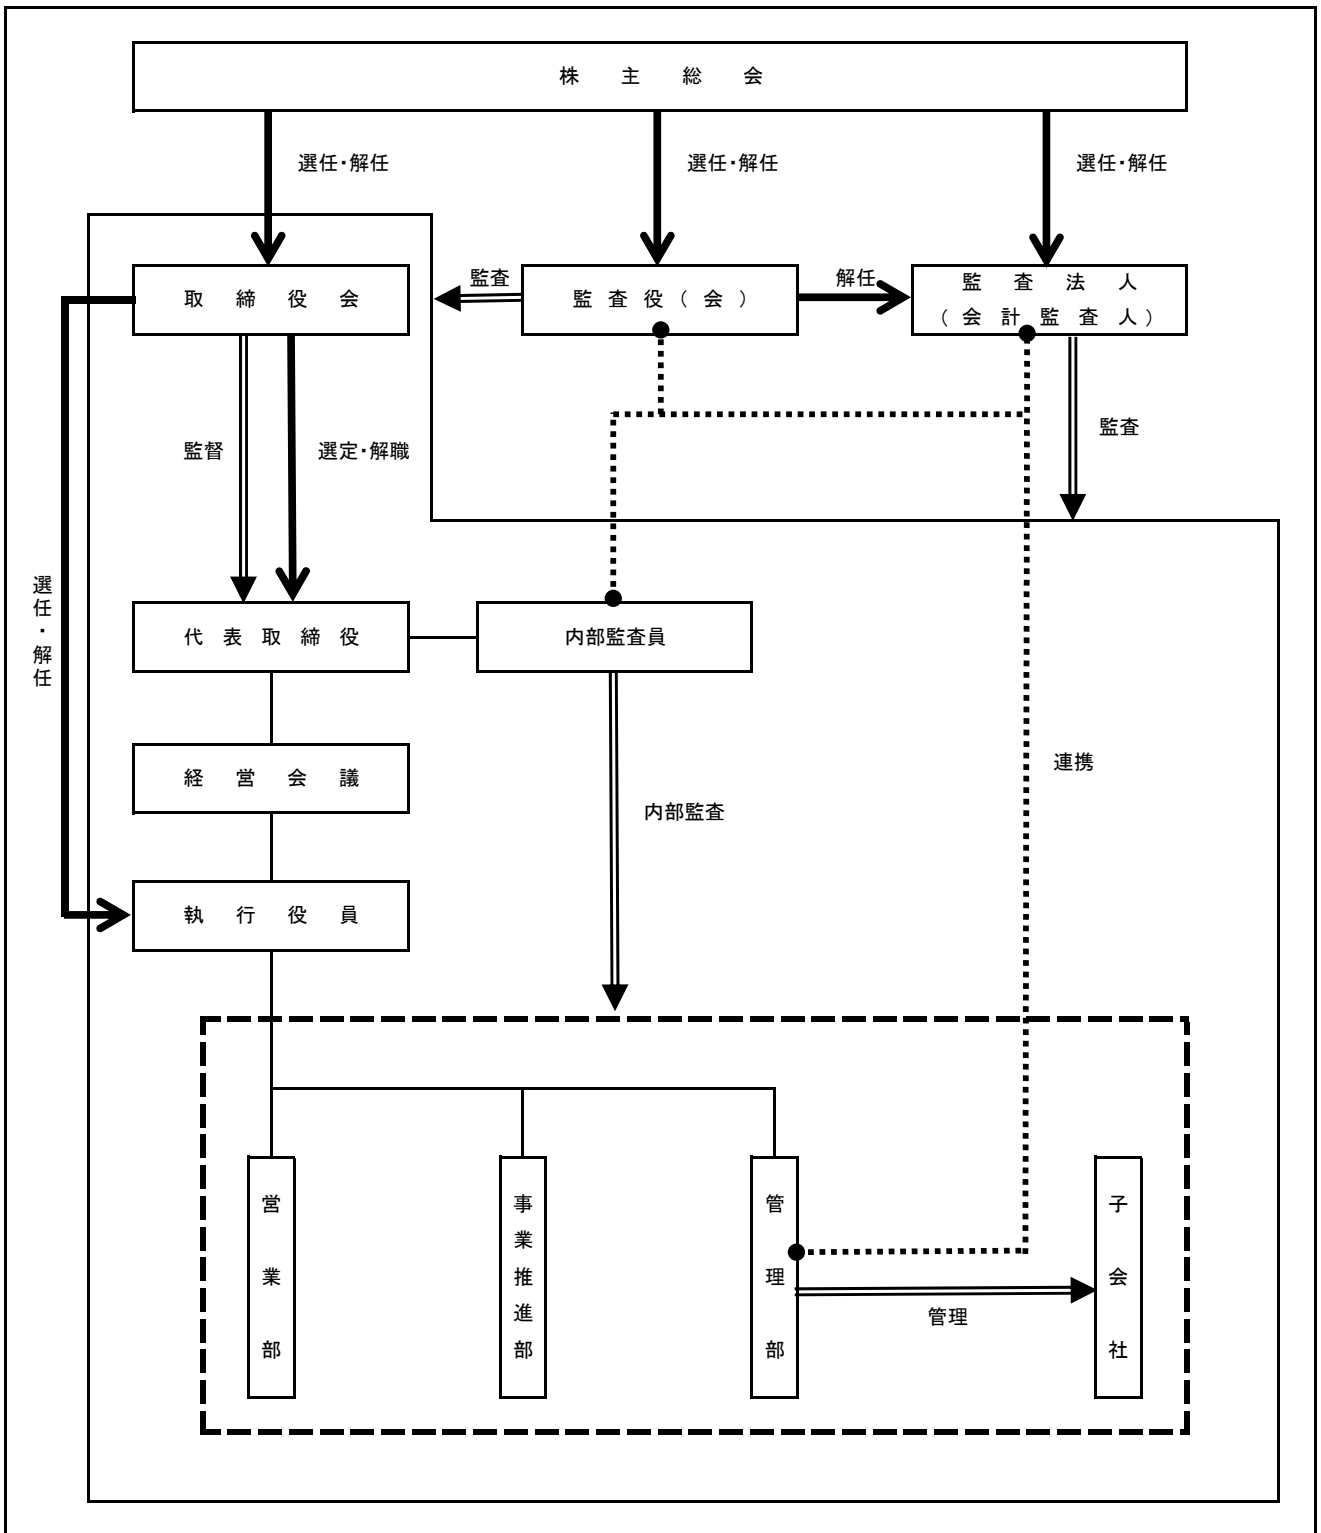 株主総会
選任・解任
選任・解任
選任・解任
監査
解任
取締役会
監査役（会）
監査法人
（会計監査人）
監督
選定・解職
監査
選任・解任
代表取締役
内部監査員
連携
経営会議
内部監査
執行役員
営業部
事業推進部
管理部
子会社
管理